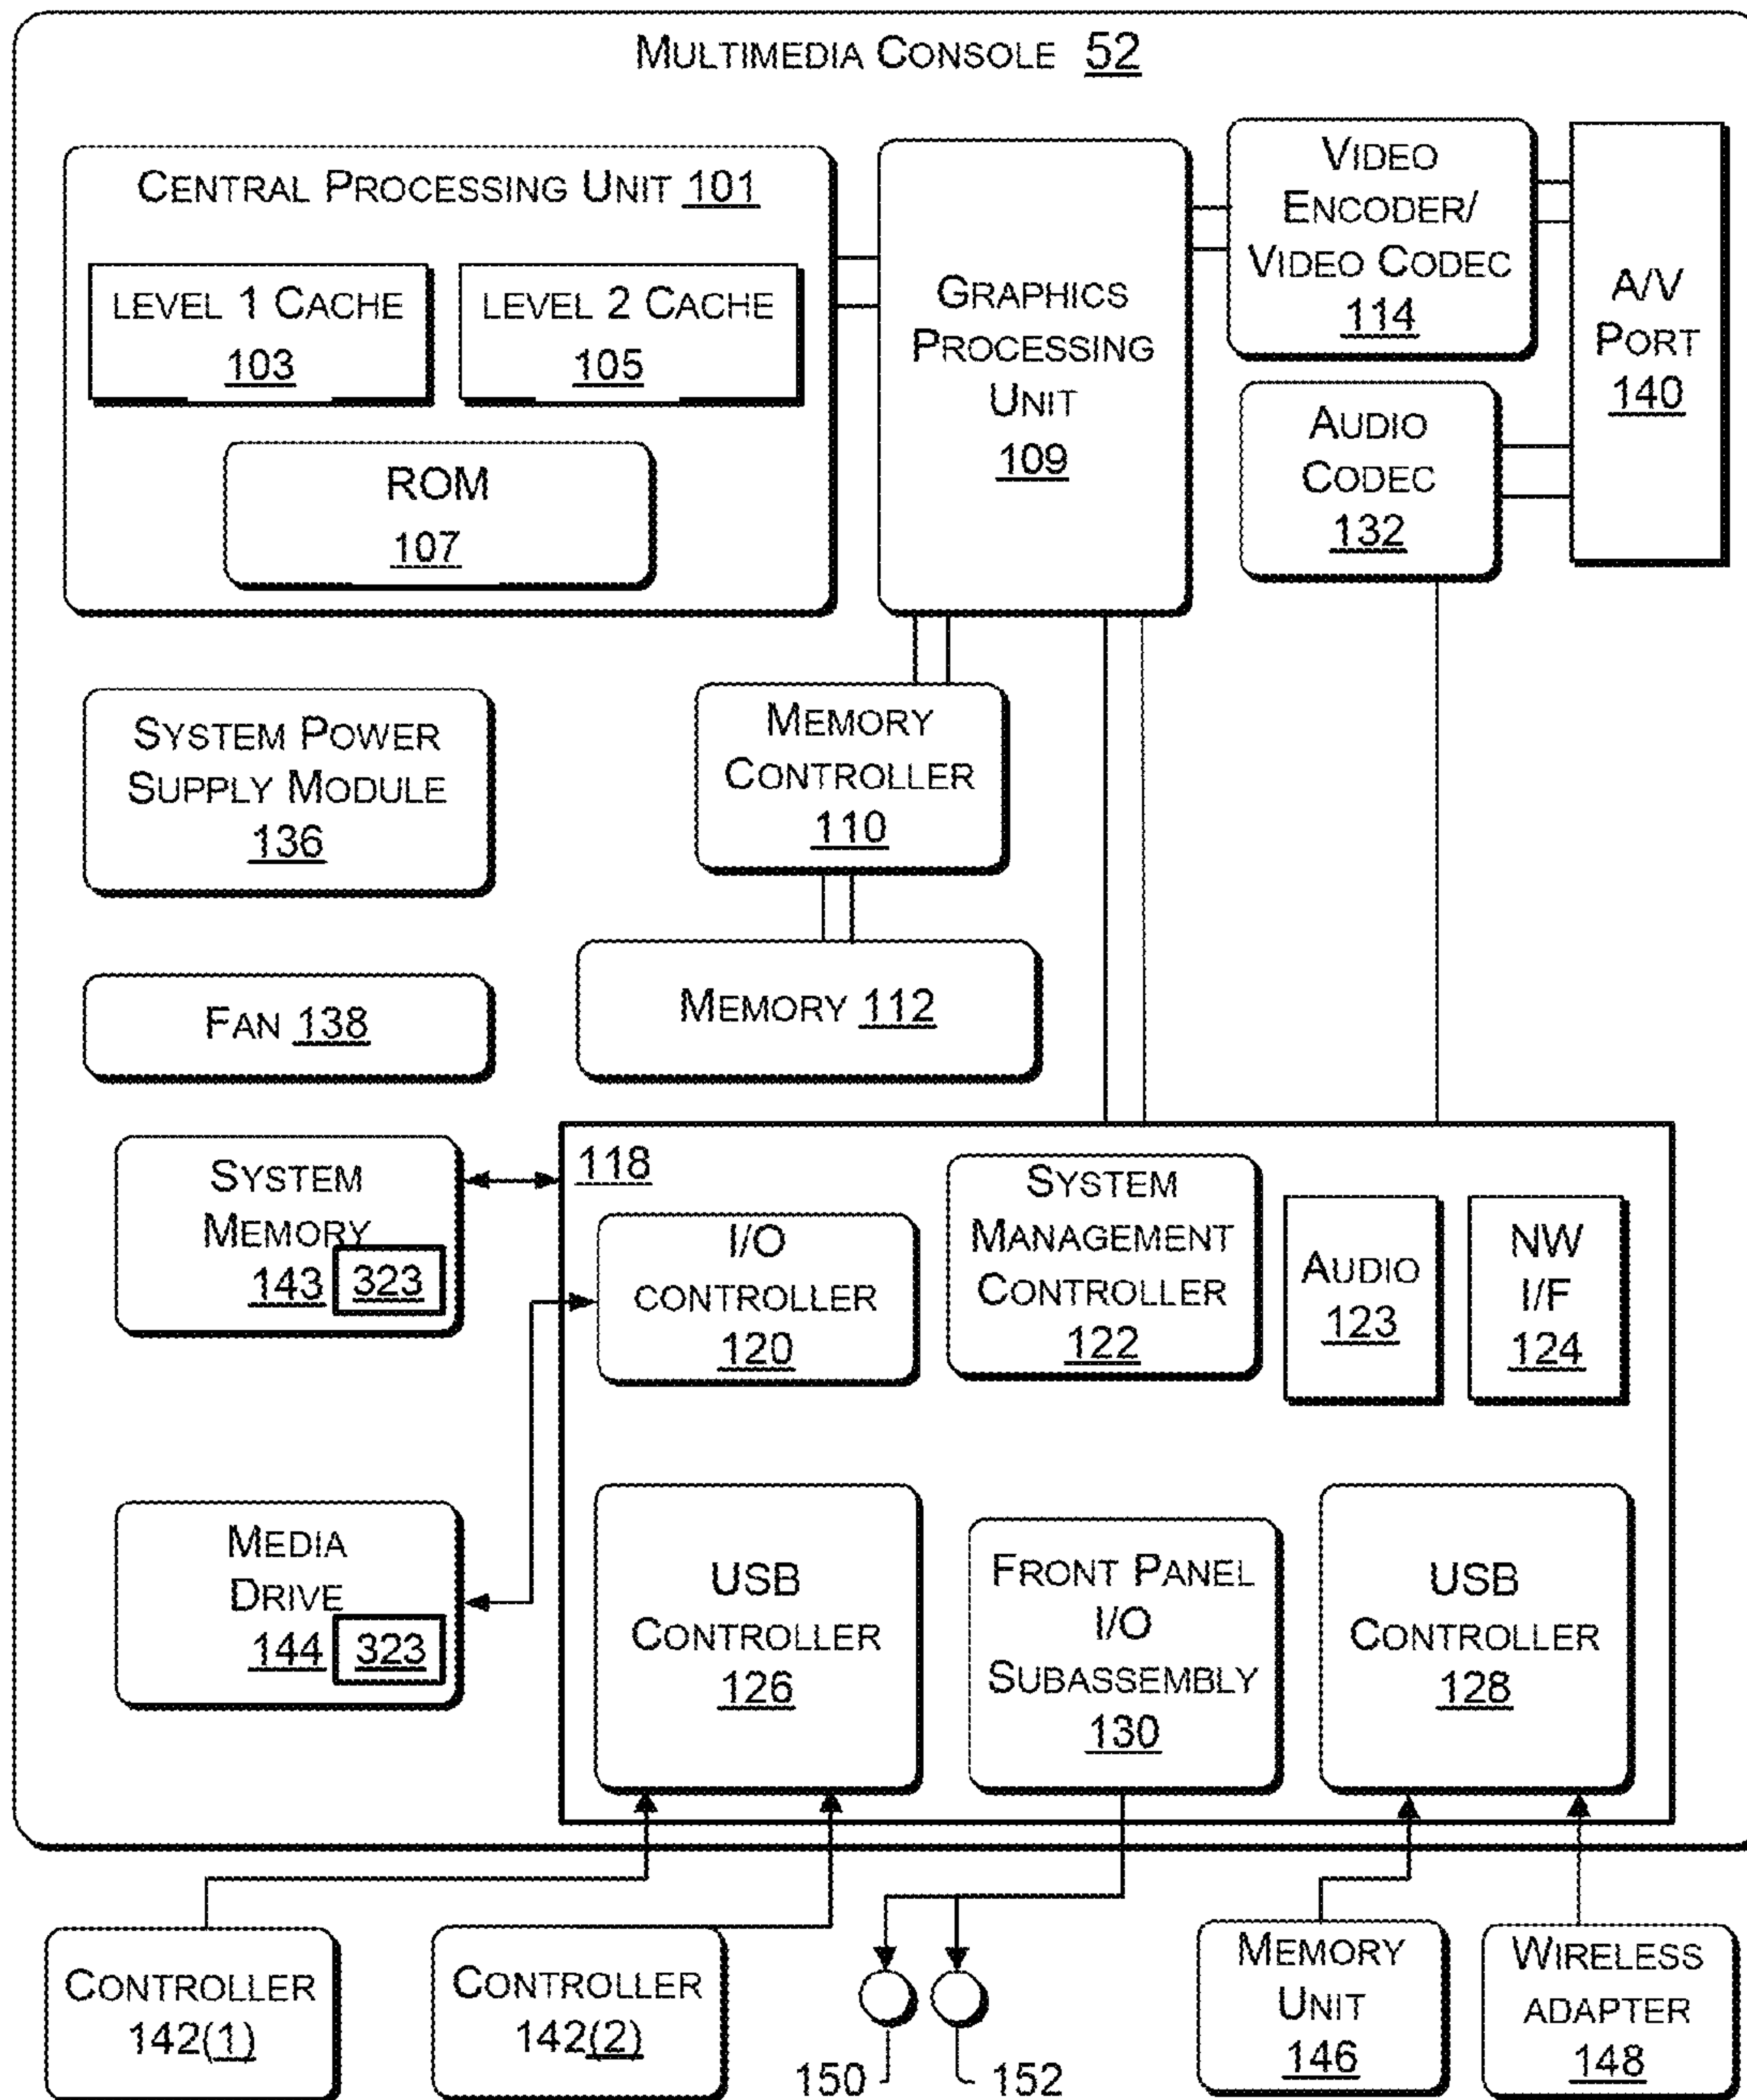 MULTIMEDIA CONSOLE 52
CENTRAL PROCESSING UNIT 101
LEVEL 1 CACHE
103
LEVEL 2 CACHE
105
ROM
107
GRAPHICS
PROCESSING
UNIT
109
VIDEO
ENCODER/
VIDEO CODEC
114
A/V
PORT
140
AUDIO
CODEC
132
SYSTEM POWER
SUPPLY MODULE
136
MEMORY
CONTROLLER
110
FAN 138
MEMORY 112
SYSTEM
MEMORY
143
323
118
I/O
CONTROLLER
120
SYSTEM
MANAGEMENT
CONTROLLER
122
AUDIO
123
NW
I/F
124
MEDIA
DRIVE
144
323
USB
CONTROLLER
126
FRONT PANEL
I/O
SUBASSEMBLY
130
USB
CONTROLLER
128
CONTROLLER
142(1)
CONTROLLER
142(2)
150
152
MEMORY
UNIT
146
WIRELESS
ADAPTER
148